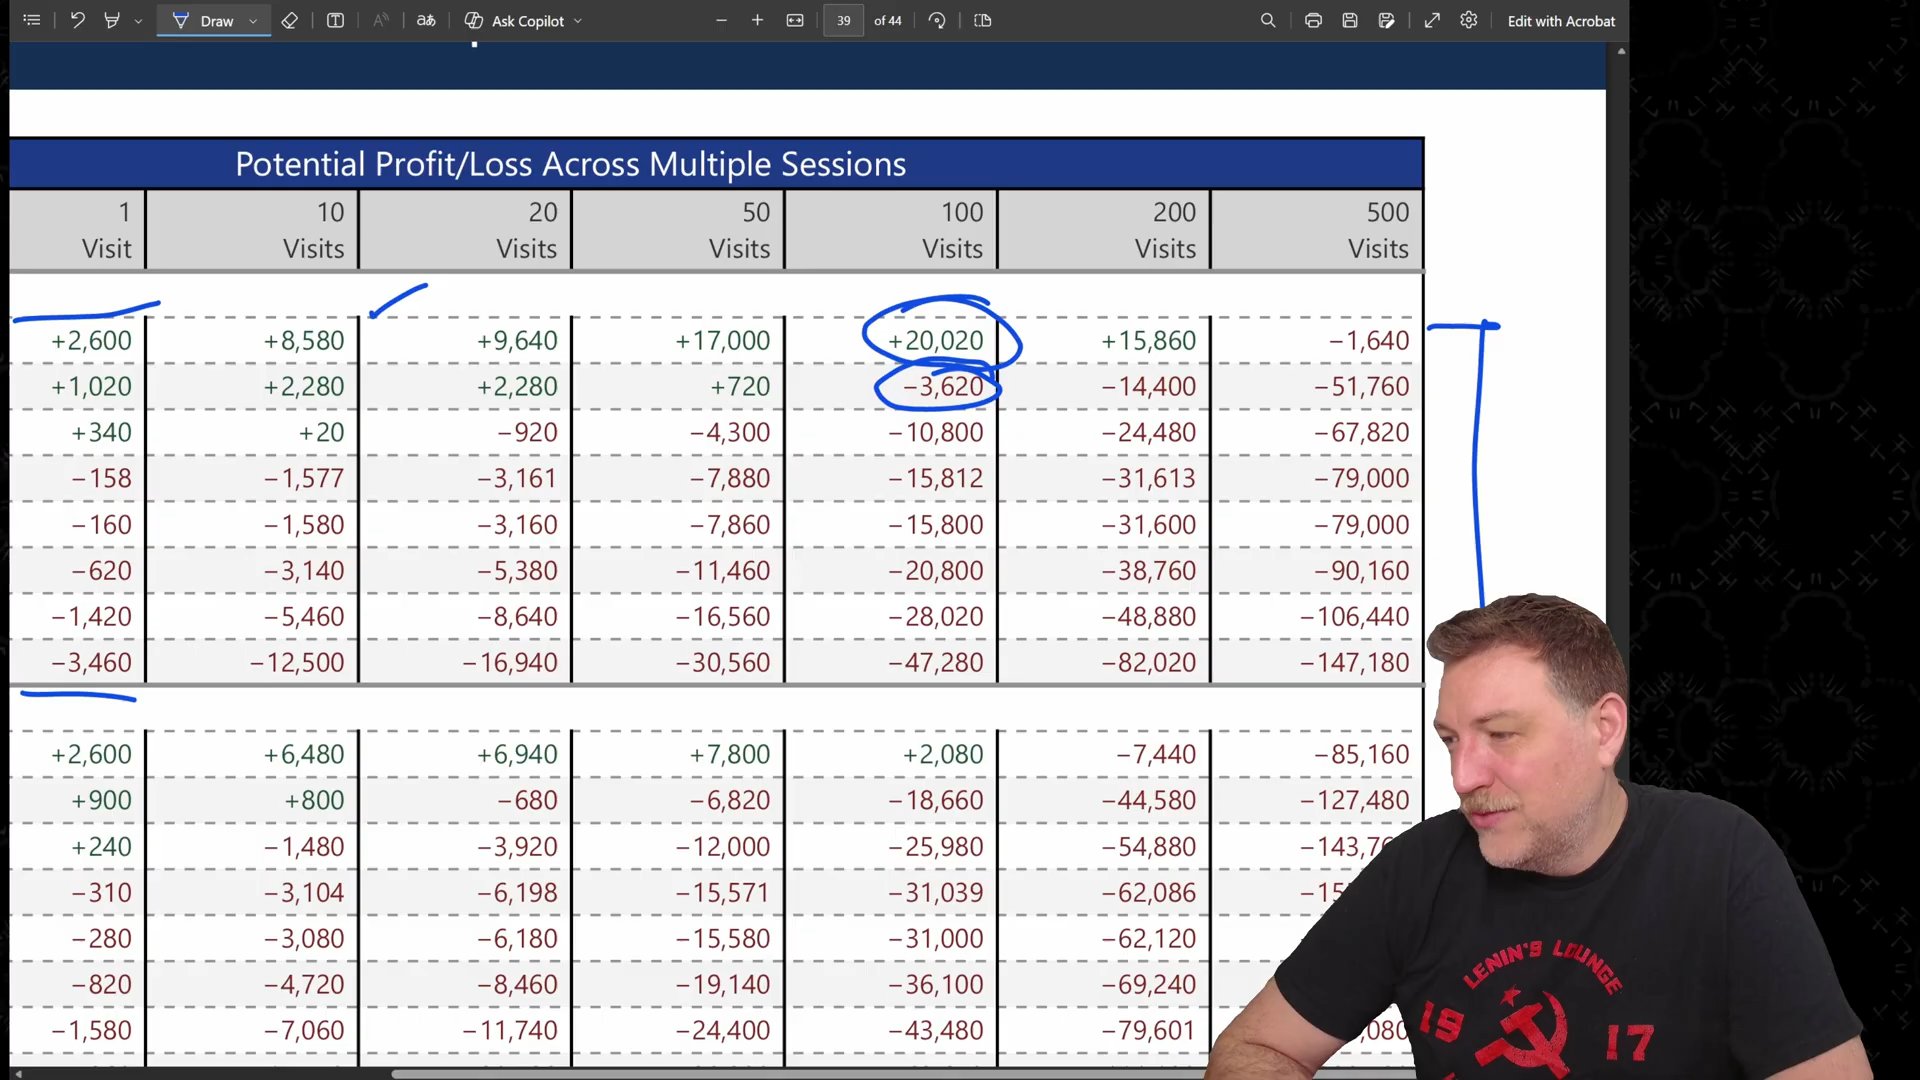 Draw
aあ
Ask Copilot
39 of 44
Edit with Acrobat
Potential Profit/Loss Across Multiple Sessions
1 Visit 10 Visits 20 Visits 50 Visits 100 Visits 200 Visits 500 Visits
+2,600 +8,580 +9,640 +17,000 +20,020 +15,860 −1,640
+1,020 +2,280 +2,280 +720 −3,620 −14,400 −51,760
+340 +20 −920 −4,300 −10,800 −24,480 −67,820
−158 −1,577 −3,161 −7,880 −15,812 −31,613 −79,000
−160 −1,580 −3,160 −7,860 −15,800 −31,600 −79,000
−620 −3,140 −5,380 −11,460 −20,800 −38,760 −90,160
−1,420 −5,460 −8,640 −16,560 −28,020 −48,880 −106,440
−3,460 −12,500 −16,940 −30,560 −47,280 −82,020 −147,180
+2,600 +6,480 +6,940 +7,800 +2,080 −7,440 −85,160
+900 +800 −680 −6,820 −18,660 −44,580 −127,480
+240 −1,480 −3,920 −12,000 −25,980 −54,880
−310 −3,104 −6,198 −15,571 −31,039 −62,086
−280 −3,080 −6,180 −15,580 −31,000 −62,120
−820 −4,720 −8,460 −19,140 −36,100 −69,240
−1,580 −7,060 −11,740 −24,400 −43,480 −79,601
LENIN'S LOUNGE
1917